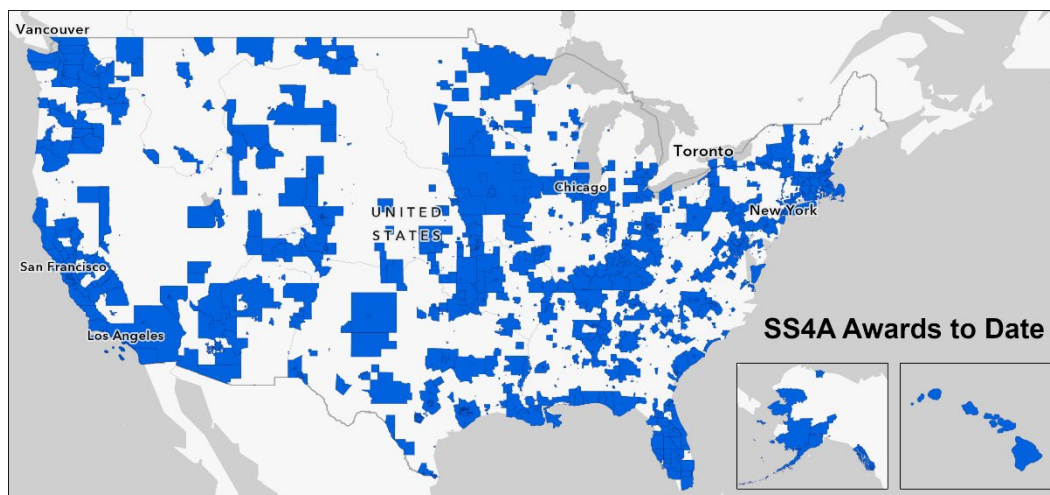 Vancouver
Toronto
Chicago
New York
UNITED
STATES
San Francisco
Los Angeles
SS4A Awards to Date